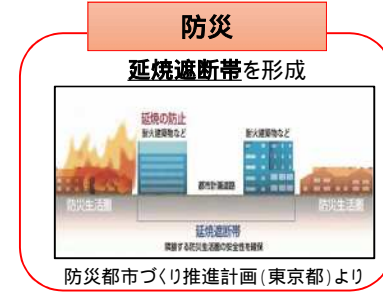 防災
延焼遮断帯を形成
延焼の防止
耐火建築物など
耐火建築物など
都市計画道路
防災生活圏
防災生活圏
延焼遮断帯
隣接する防災生活圏の安全性を確保
防災都市づくり推進計画(東京都)より